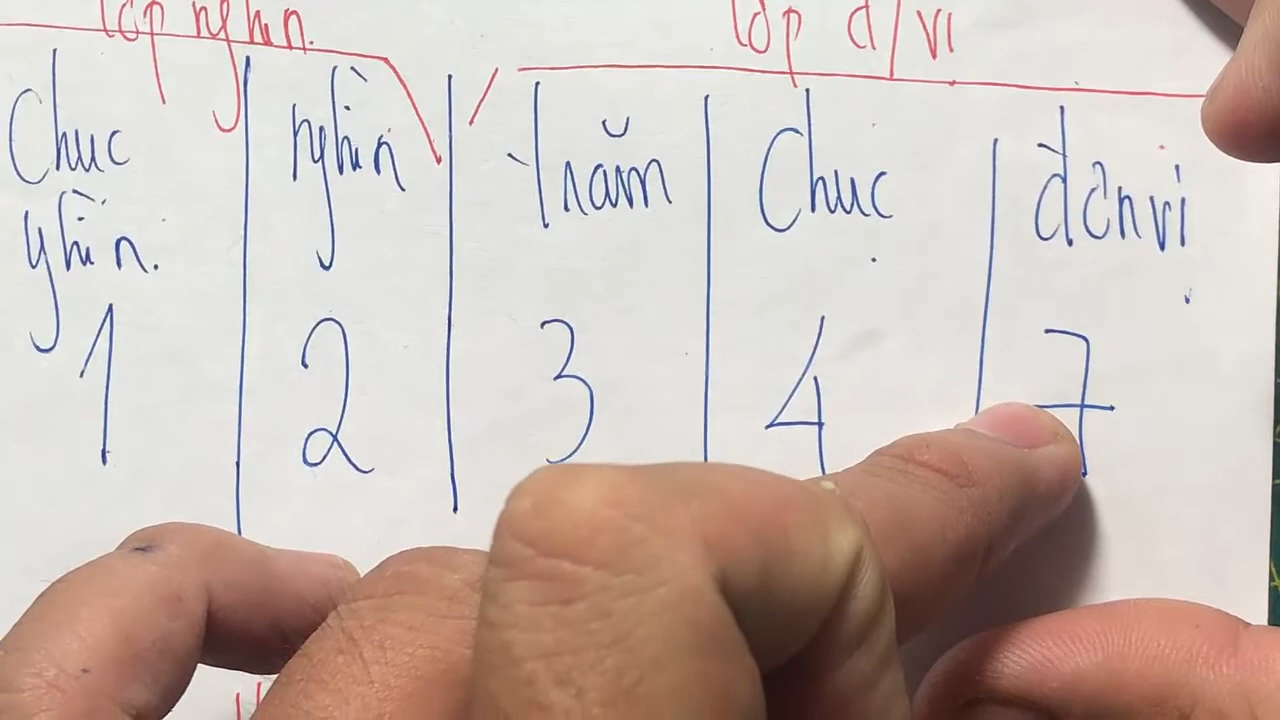 lớp nghìn. lớp đ/vị
Chục nghìn trăm Chục đơn vị
nghìn.
1 2 3 4 7